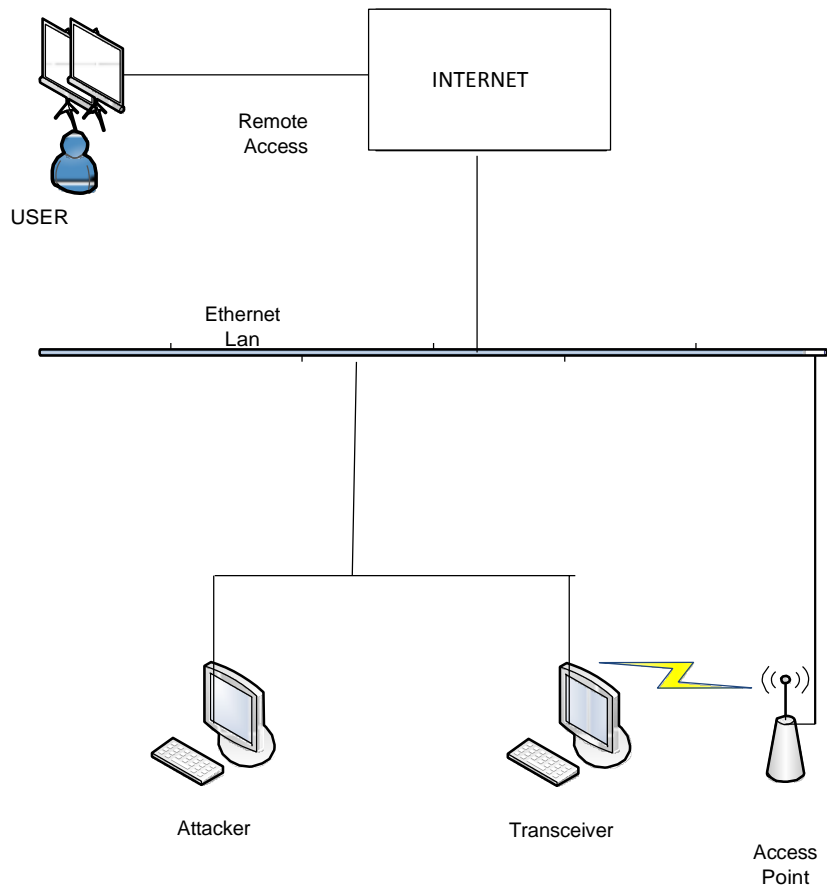 INTERNET
Remote
Access
USER
Ethernet
Lan
Attacker
Transceiver
Access
Point